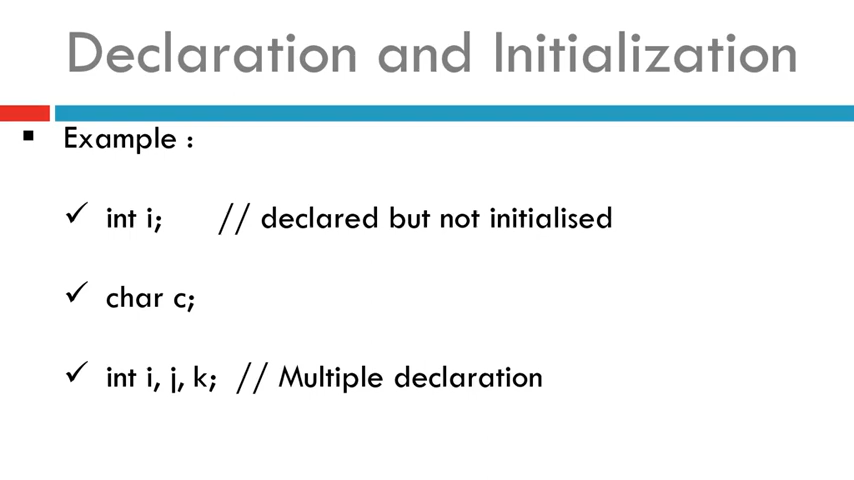 Declaration and Initialization
▪ Example :
✓ int i; // declared but not initialised
✓ char c;
✓ int i, j, k; // Multiple declaration